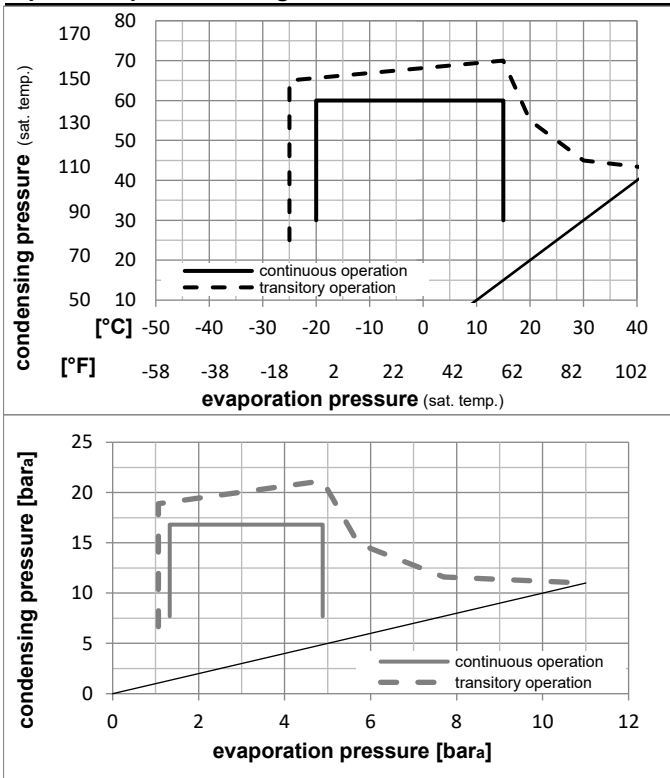 170 80
150 70
130 60
50
110 40
90 30
70 20
50 10
condensing pressure (sat. temp.)
continuous operation
transitory operation
[°C] -50 -40 -30 -20 -10 0 10 20 30 40
[°F] -58 -38 -18 2 22 42 62 82 102
evaporation pressure (sat. temp.)
25
20
15
10
5
0
condensing pressure [bara]
continuous operation
transitory operation
0 2 4 6 8 10 12
evaporation pressure [bara]